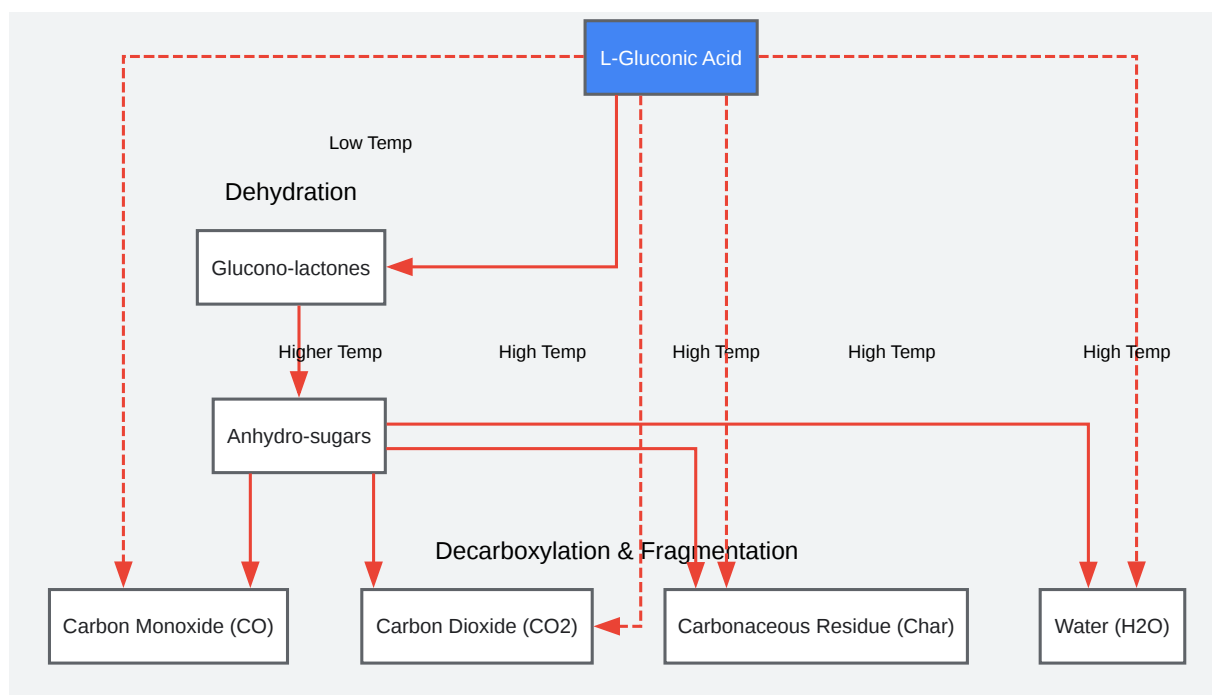 L-Gluconic Acid
Low Temp
Dehydration
Glucono-lactones
Higher Temp
High Temp
High Temp
High Temp
High Temp
Anhydro-sugars
Decarboxylation & Fragmentation
Carbon Monoxide (CO)
Carbon Dioxide (CO2)
Carbonaceous Residue (Char)
Water (H2O)